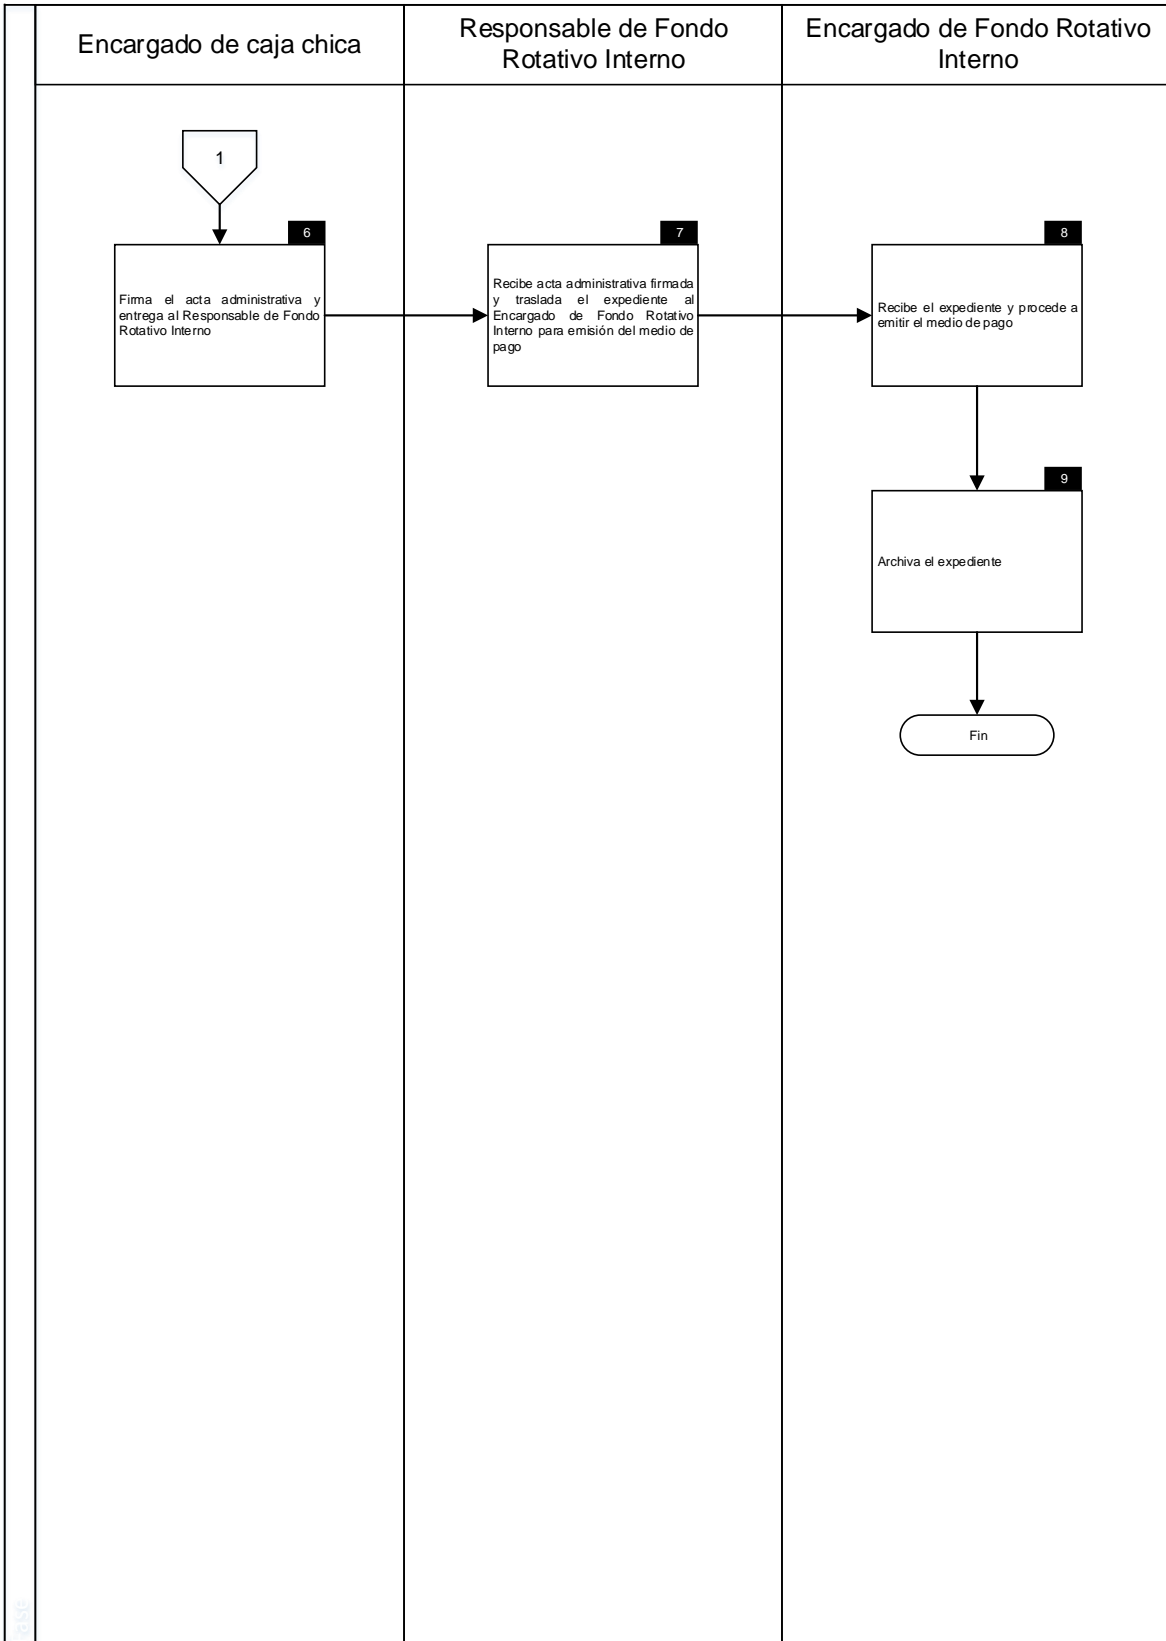 Encargado de caja chica
Responsable de Fondo
Rotativo Interno
Encargado de Fondo Rotativo
Interno
1
6
Firma el acta administrativa y
entrega al Responsable de Fondo
Rotativo Interno
7
Recibe acta administrativa firmada
y traslada el expediente al
Encargado de Fondo Rotativo
Interno para emisión del medio de
pago
8
Recibe el expediente y procede a
emitir el medio de pago
9
Archiva el expediente
Fin
Fase